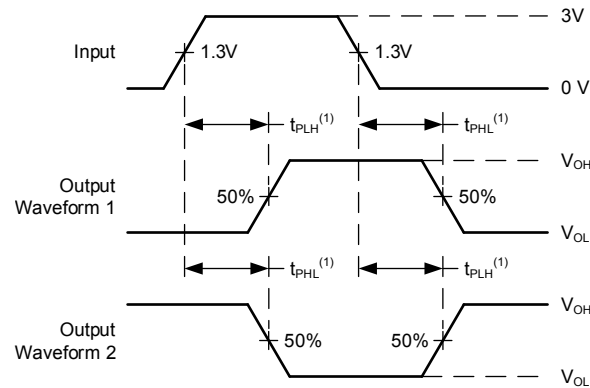 3V
Input
1.3V
1.3V
0 V
tPLH(1)
tPHL(1)
VOH
Output
Waveform 1
50%
50%
VOL
tPHL(1)
tPLH(1)
VOH
Output
Waveform 2
50%
50%
VOL